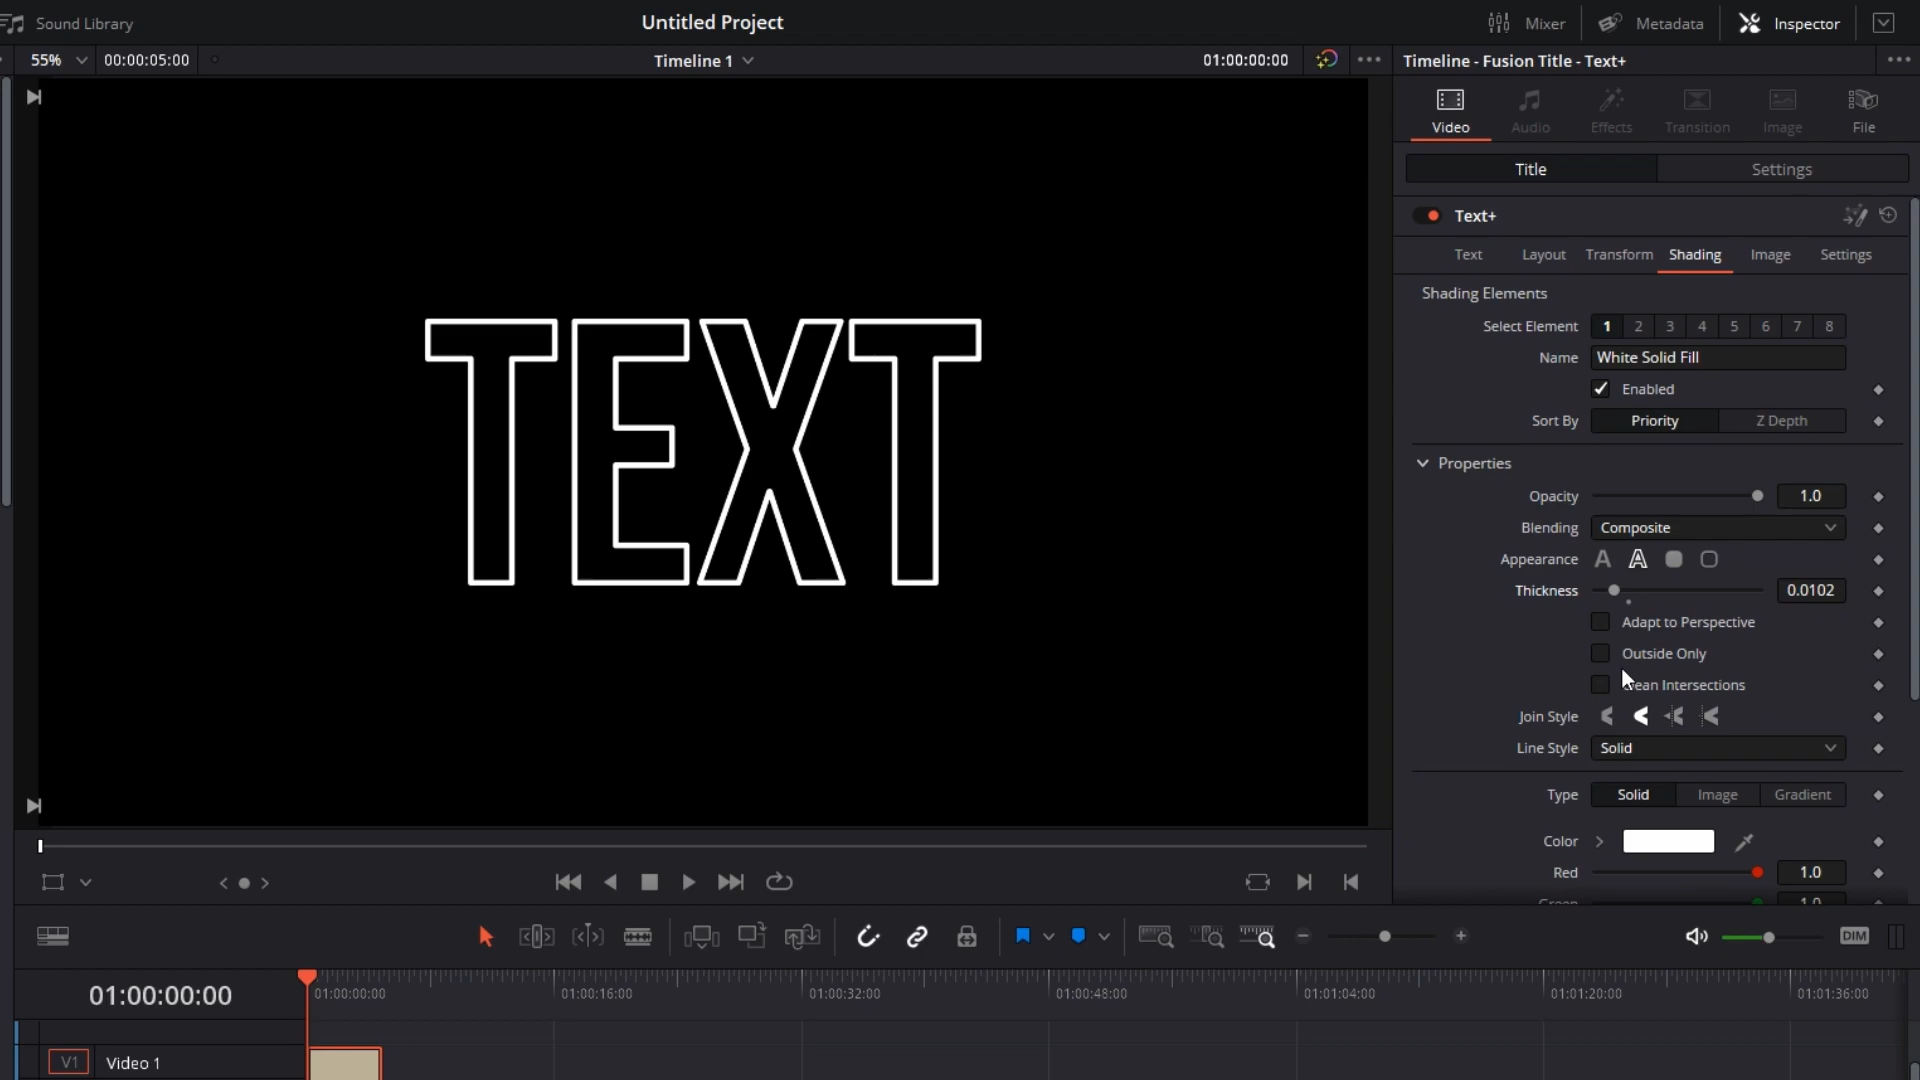 Sound Library
Untitled Project
Mixer
Metadata
Inspector
55%
00:00:05:00
Timeline 1
01:00:00:00
Timeline - Fusion Title - Text+
Video
Audio
Effects
Transition
Image
File
Title
Settings
Text+
Text
Layout
Transform
Shading
Image
Settings
Shading Elements
Select Element 1 2 3 4 5 6 7 8
Name White Solid Fill
Enabled
Sort By Priority Z Depth
Properties
Opacity 1.0
Blending Composite
Appearance
Thickness 0.0102
Adapt to Perspective
Outside Only
ean Intersections
Join Style
Line Style Solid
Type Solid Image Gradient
Color
Red 1.0
TEXT
DIM
01:00:00:00
01:00:00:00
01:00:16:00
01:00:32:00
01:00:48:00
01:01:04:00
01:01:20:00
01:01:36:00
V1
Video 1